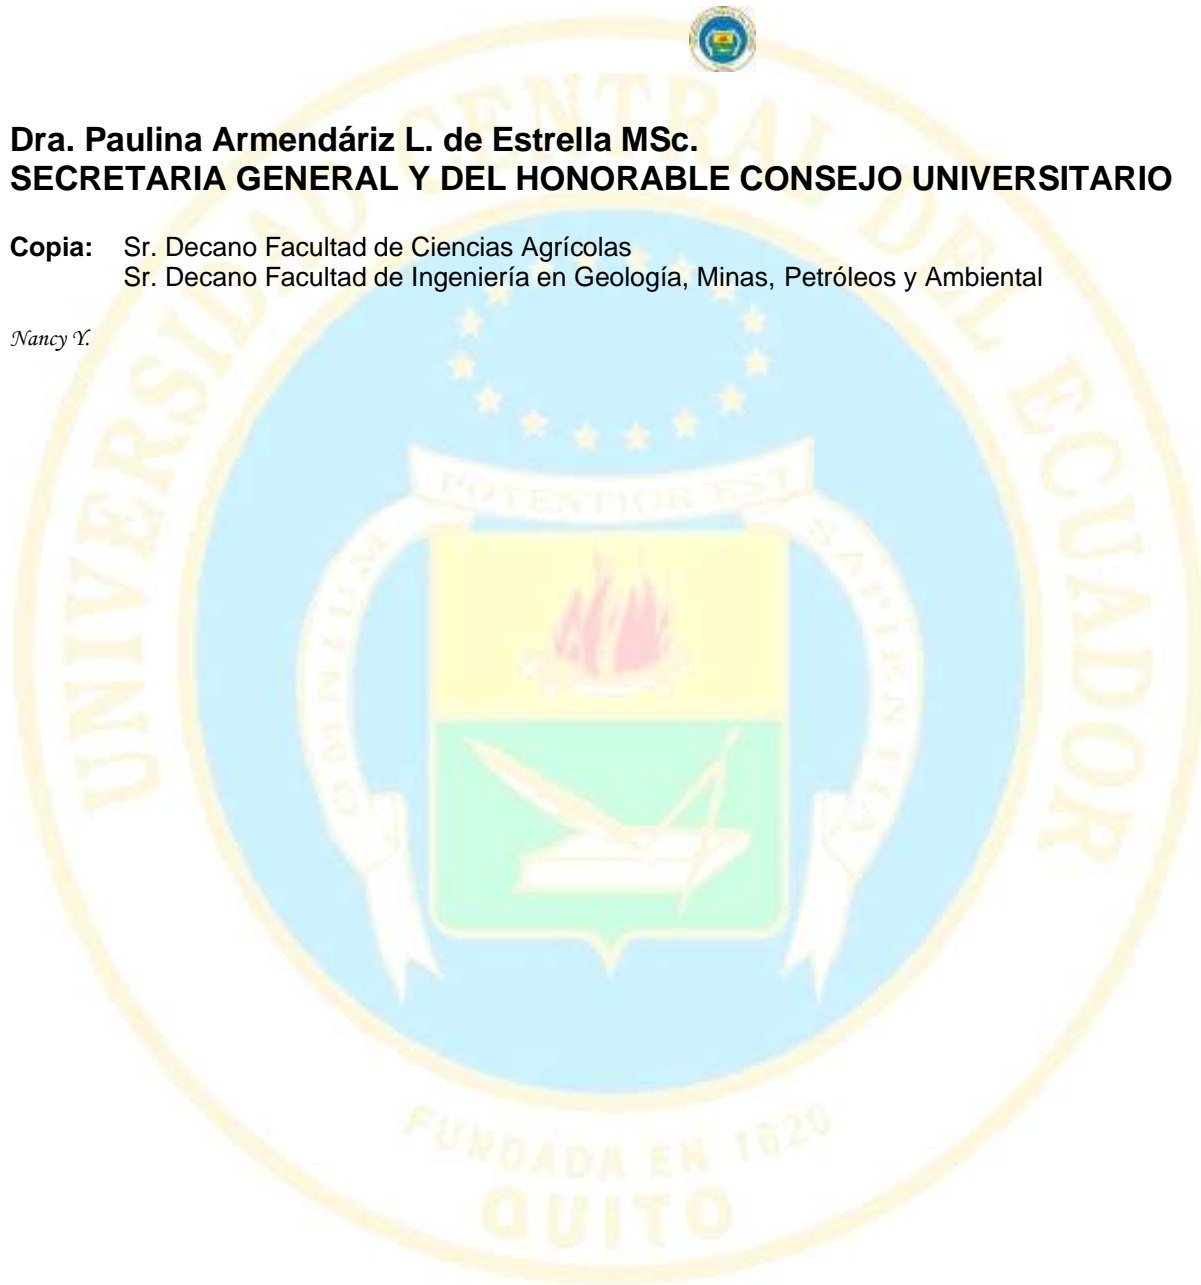 Dra. Paulina Armendáriz L. de Estrella MSc.
SECRETARIA GENERAL Y DEL HONORABLE CONSEJO UNIVERSITARIO
Copia: Sr. Decano Facultad de Ciencias Agrícolas
Sr. Decano Facultad de Ingeniería en Geología, Minas, Petróleos y Ambiental
Nancy Y.
UNIVERSIDAD CENTRAL DEL ECUADOR
OMNIUM POTENTIOR EST SAPIENTIA
FUNDADA EN 1620
QUITO